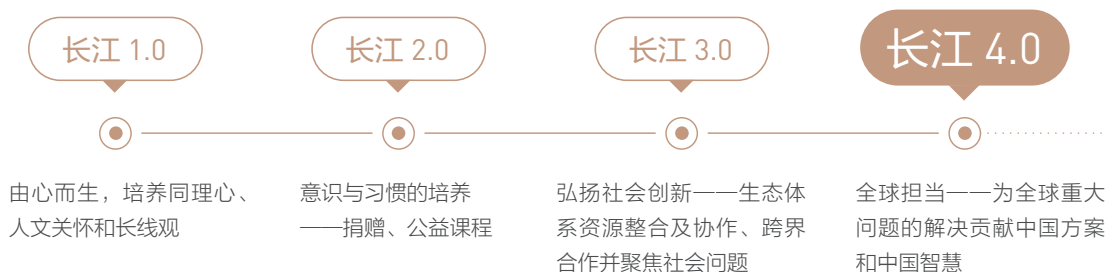 长江 1.0
长江 2.0
长江 3.0
长江 4.0
由心而生，培养同理心、
人文关怀和长线观
意识与习惯的培养
——捐赠、公益课程
弘扬社会创新——生态体
系资源整合及协作、跨界
合作并聚焦社会问题
全球担当——为全球重大
问题的解决贡献中国方案
和中国智慧